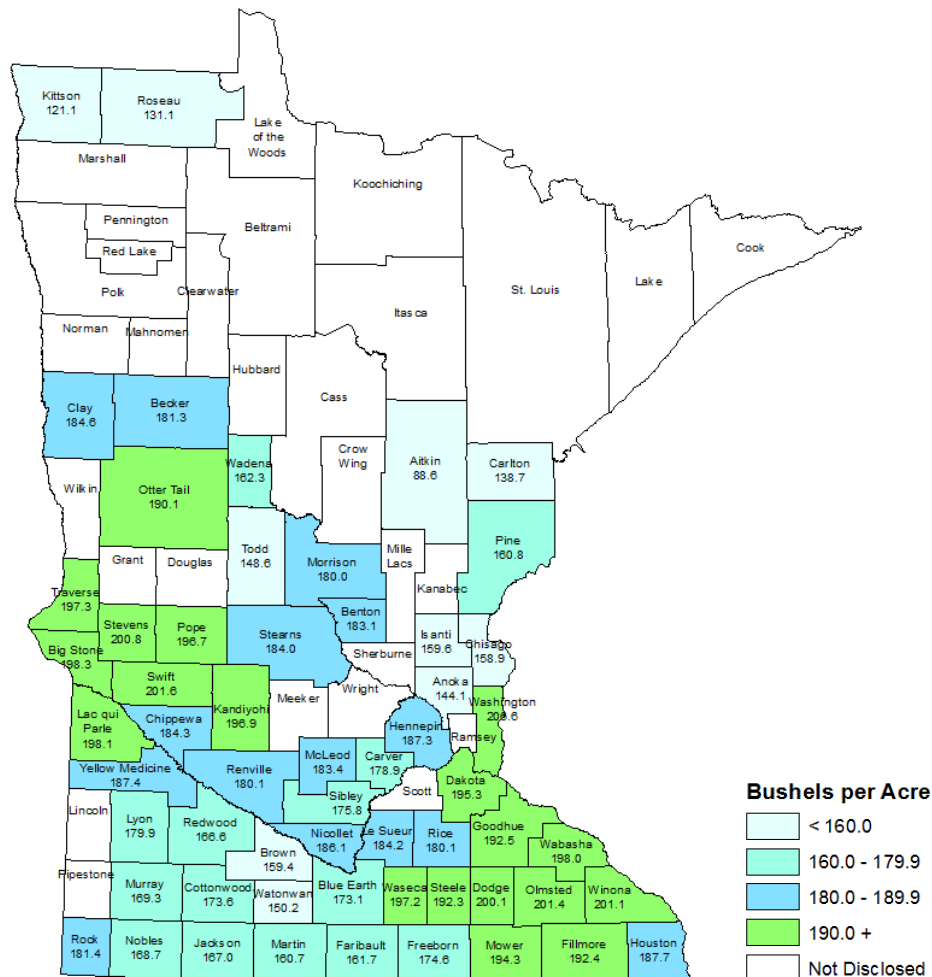 Kittson
121.1
Roseau
131.1
Lake
of the
Woods
Marshall
Koochiching
Pennington
Beltrami
Red Lake
Cook
Polk
Clearwater
St. Louis
Lake
Itasca
Norman
Mahnomen
Hubbard
Cass
Clay
184.6
Becker
181.3
Wadena
162.3
Crow
Wing
Aitkin
88.6
Carlton
138.7
Wilkin
Otter Tail
190.1
Todd
148.6
Morrison
180.0
Mille
Lacs
Pine
160.8
Grant
Douglas
Kanabec
Traverse
197.3
Stevens
200.8
Pope
196.7
Stearns
184.0
Benton
183.1
Isanti
159.6
Chisago
158.9
Big Stone
198.3
Sherburne
Swift
201.6
Kandiyohi
196.9
Meeker
Wright
Anoka
144.1
Washington
Lac qui
Parle
198.1
Chippewa
184.3
Hennepin
187.3
Ramsey
Yellow Medicine
187.4
Renville
180.1
McLeod
183.4
Carver
178.9
Dakota
195.3
Scott
Lincoln
Lyon
179.9
Redwood
166.6
Sibley
175.8
Nicollet
186.1
Le Sueur
184.2
Rice
180.1
Goodhue
192.5
Wabasha
198.0
Brown
159.4
Pipestone
Murray
169.3
Cottonwood
173.6
Watonwan
150.2
Blue Earth
173.1
Waseca
197.2
Steele
192.3
Dodge
200.1
Olmsted
201.4
Winona
201.1
Rock
181.4
Nobles
168.7
Jackson
167.0
Martin
160.7
Faribault
161.7
Freeborn
174.6
Mower
194.3
Fillmore
192.4
Houston
187.7
Bushels per Acre
< 160.0
160.0 - 179.9
180.0 - 189.9
190.0 +
Not Disclosed